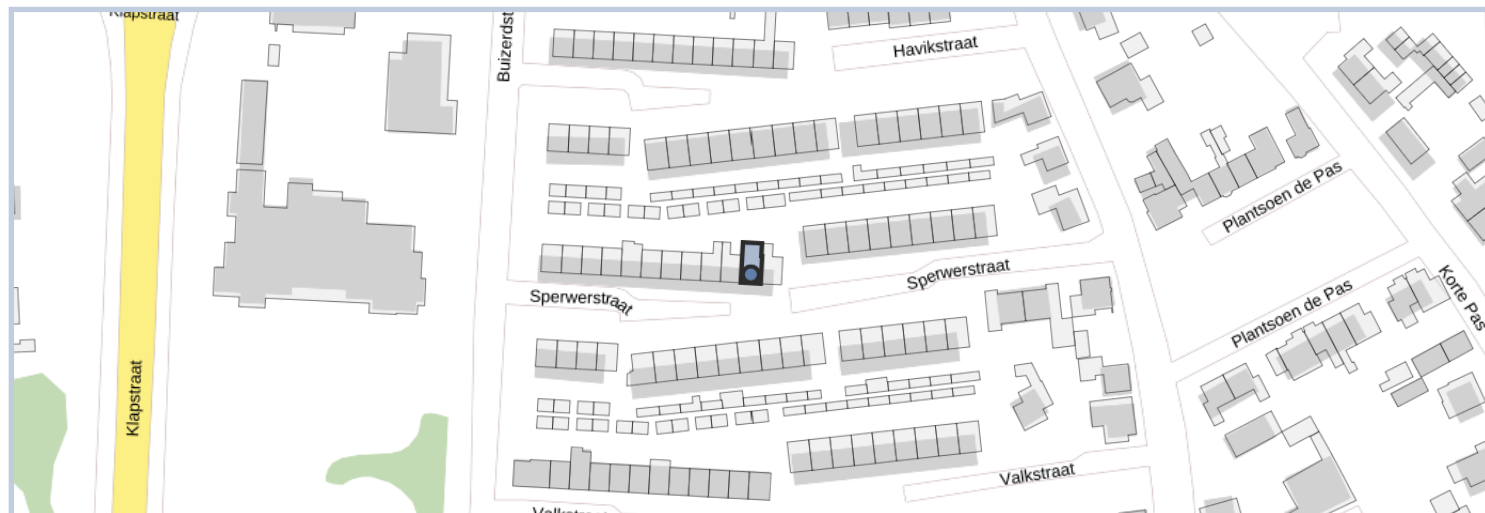 Klapstraat
Buizerdst
Havikstraat
Plantsoen de Pas
Sperwerstraat
Korte Pas
Sperwerstraat
Plantsoen de Pas
Klapstraat
Valkstraat